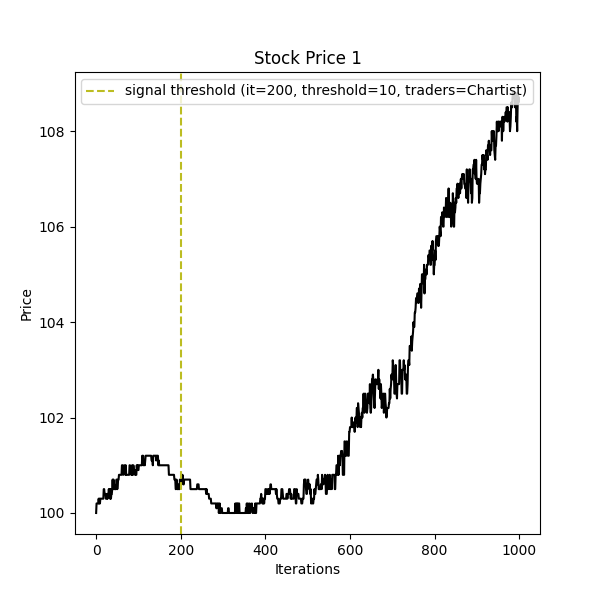 Stock Price 1
signal threshold (it=200, threshold=10, traders=Chartist)
108
106
104
102
100
Price
0 200 400 600 800 1000
Iterations